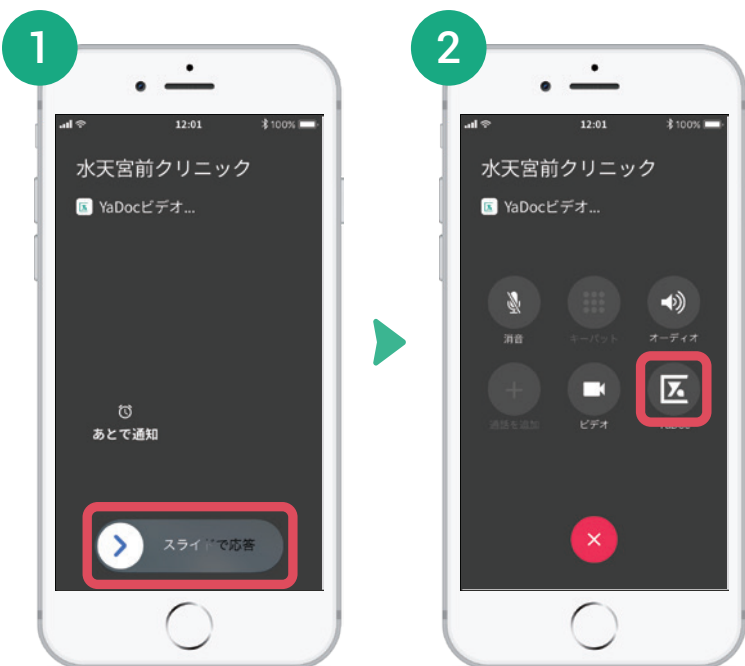 1
12:01
100%
水天宮前クリニック
YaDocビデオ...
あとで通知
スライドで応答
2
12:01
100%
水天宮前クリニック
YaDocビデオ...
消音
キーパット
オーディオ
通話を追加
ビデオ